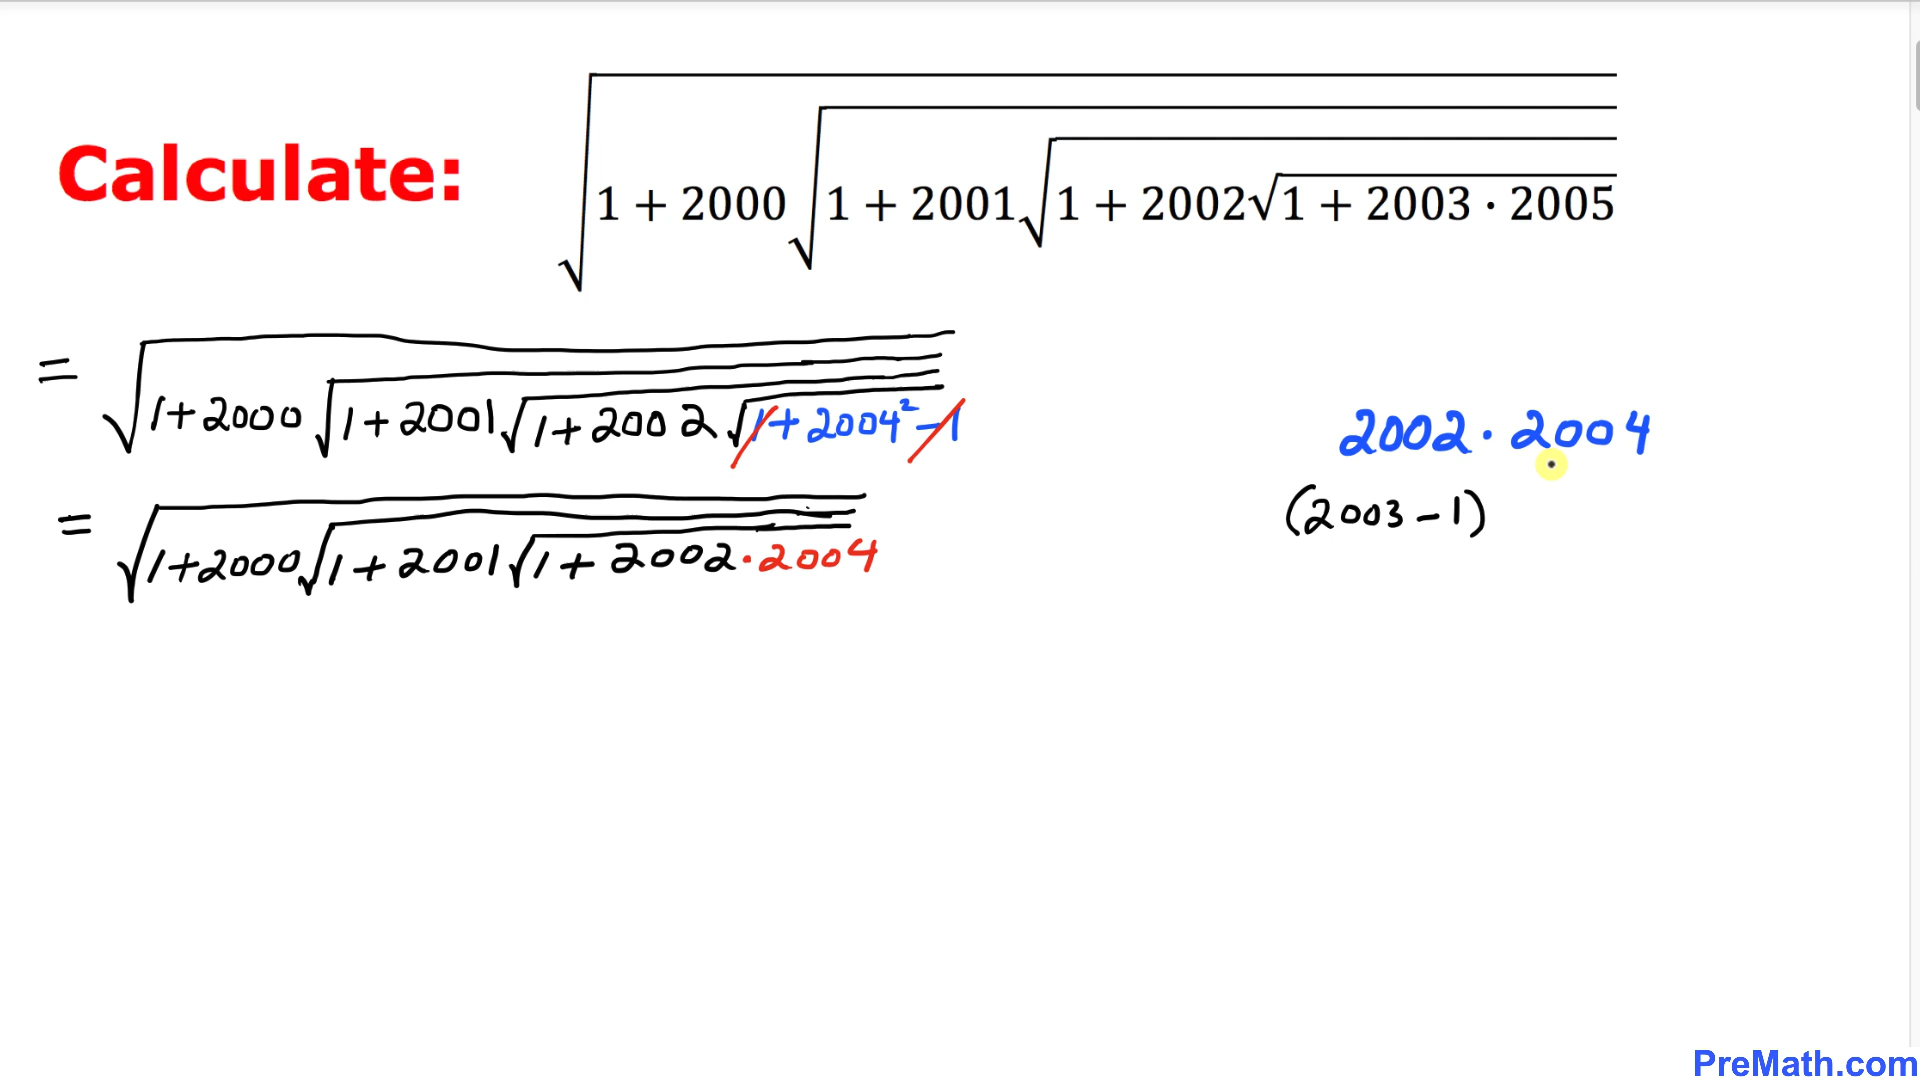 Calculate: √1 + 2000√1 + 2001√1 + 2002√1 + 2003 · 2005
= √1+2000√1+2001√1+2002√1+2004²-1
2002 · 2004
(2003-1)
= √1+2000√1+2001√1+2002·2004
PreMath.com